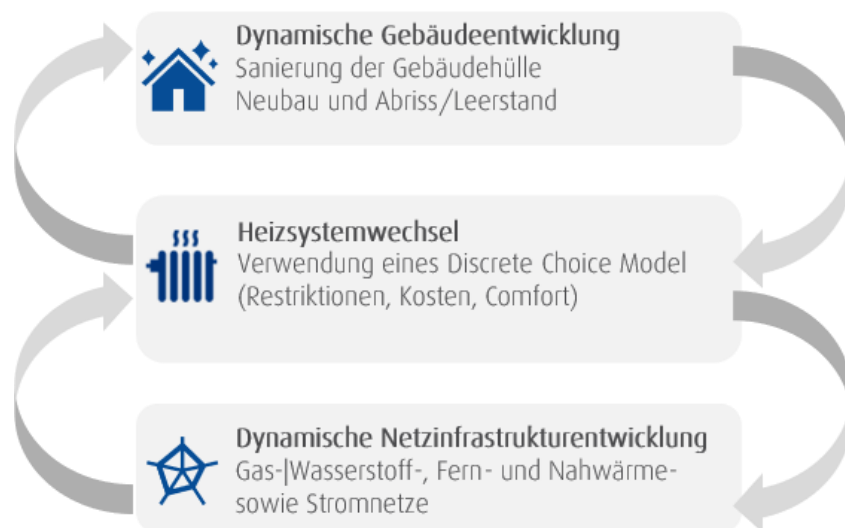 Dynamische Gebäudeentwicklung
Sanierung der Gebäudehülle
Neubau und Abriss/Leerstand
Heizsystemwechsel
Verwendung eines Discrete Choice Model
(Restriktionen, Kosten, Comfort)
Dynamische Netzinfrastrukturentwicklung
Gas-|Wasserstoff-, Fern- und Nahwärme-
sowie Stromnetze